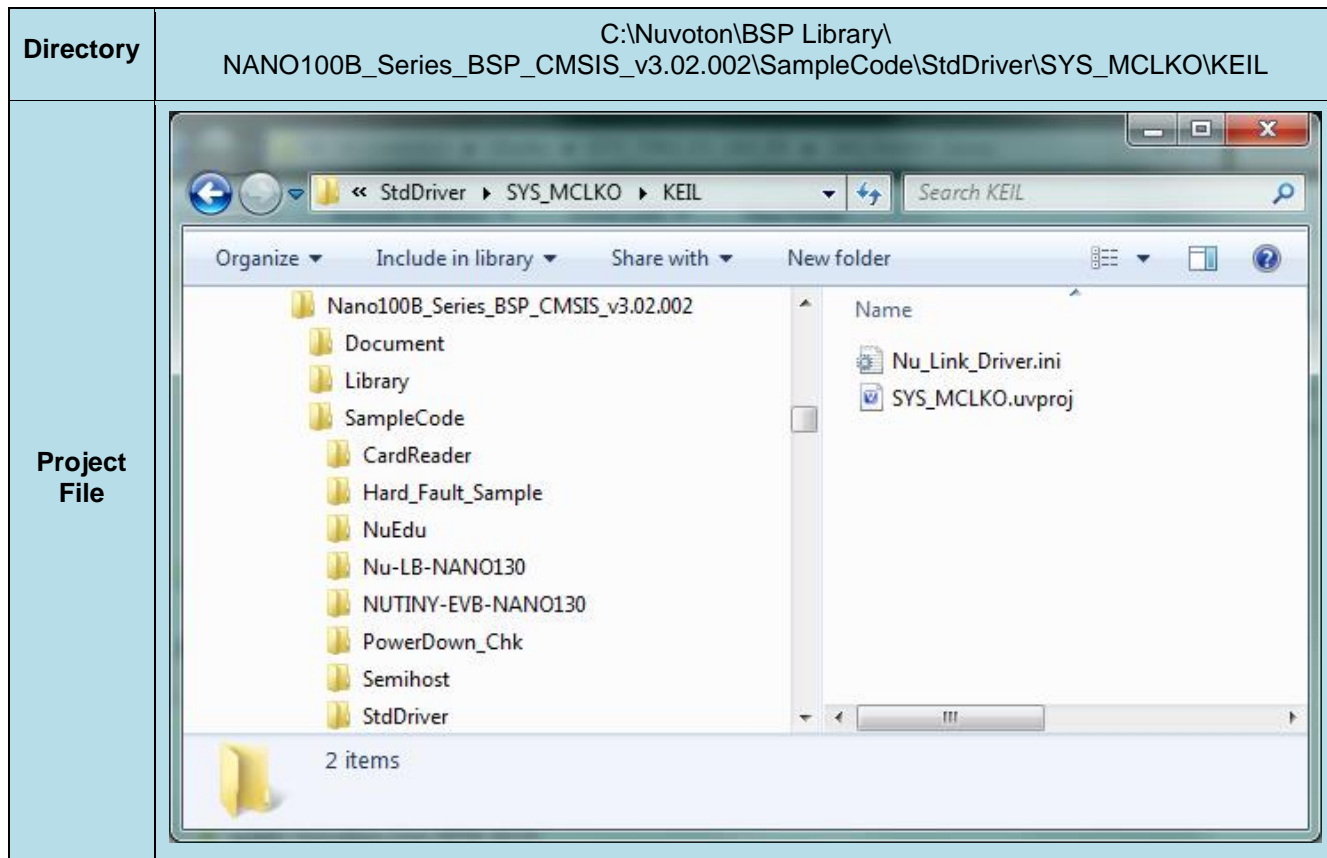 Directory
C:\Nuvoton\BSP Library\
NANO100B_Series_BSP_CMSIS_v3.02.002\SampleCode\StdDriver\SYS_MCLKO\KEIL
Project
File
« StdDriver ▸ SYS_MCLKO ▸ KEIL
Search KEIL
Organize
Include in library
Share with
New folder
Nano100B_Series_BSP_CMSIS_v3.02.002
Document
Library
SampleCode
CardReader
Hard_Fault_Sample
NuEdu
Nu-LB-NANO130
NUTINY-EVB-NANO130
PowerDown_Chk
Semihost
StdDriver
Name
Nu_Link_Driver.ini
SYS_MCLKO.uvproj
2 items